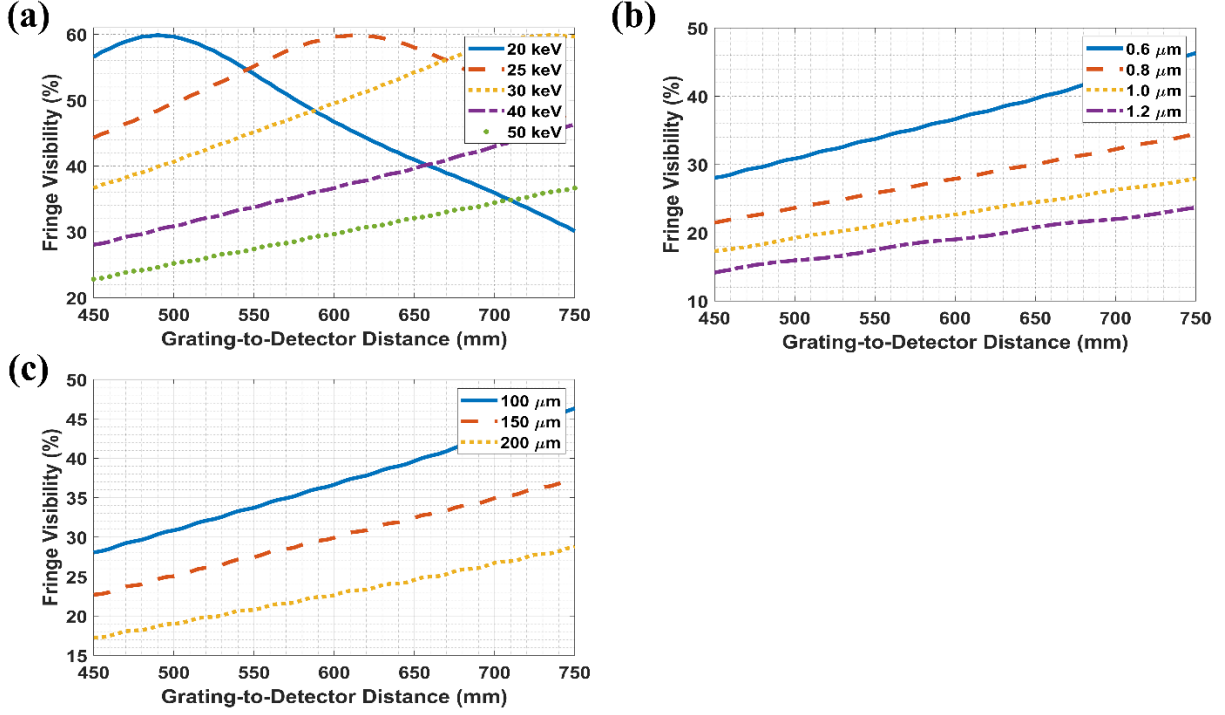 (a)
Fringe Visibility (%)
60
50
40
30
20
450 500 550 600 650 700 750
Grating-to-Detector Distance (mm)
20 keV
25 keV
30 keV
40 keV
50 keV
(b)
Fringe Visibility (%)
50
40
30
20
10
450 500 550 600 650 700 750
Grating-to-Detector Distance (mm)
0.6 μm
0.8 μm
1.0 μm
1.2 μm
(c)
Fringe Visibility (%)
50
45
40
35
30
25
20
15
450 500 550 600 650 700 750
Grating-to-Detector Distance (mm)
100 μm
150 μm
200 μm